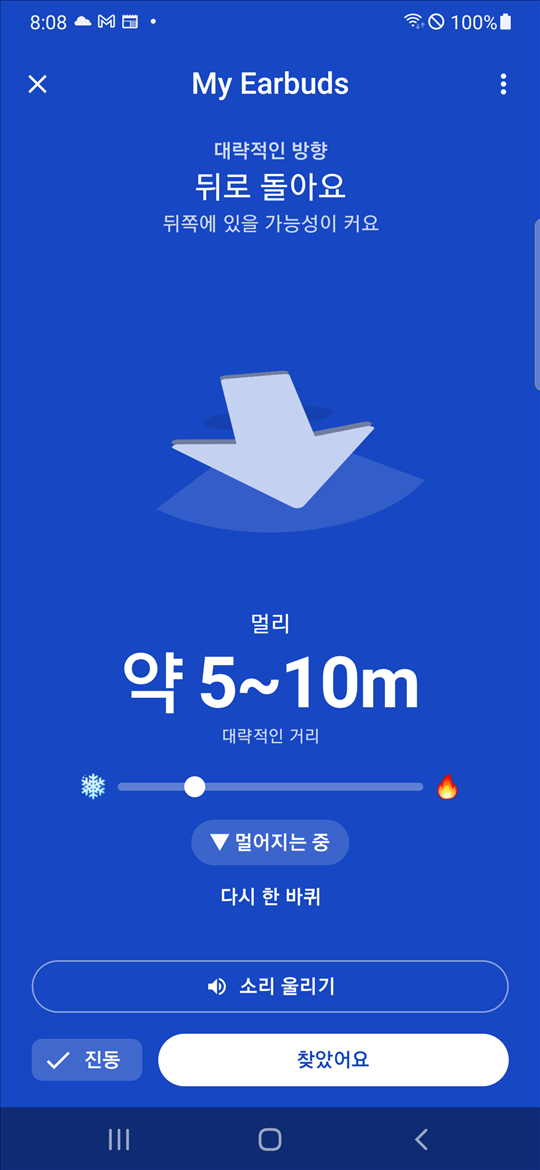 8:08
100%
My Earbuds
대략적인 방향
뒤로 돌아요
뒤쪽에 있을 가능성이 커요
멀리
약 5~10m
대략적인 거리
▼ 멀어지는 중
다시 한 바퀴
소리 울리기
진동
찾았어요